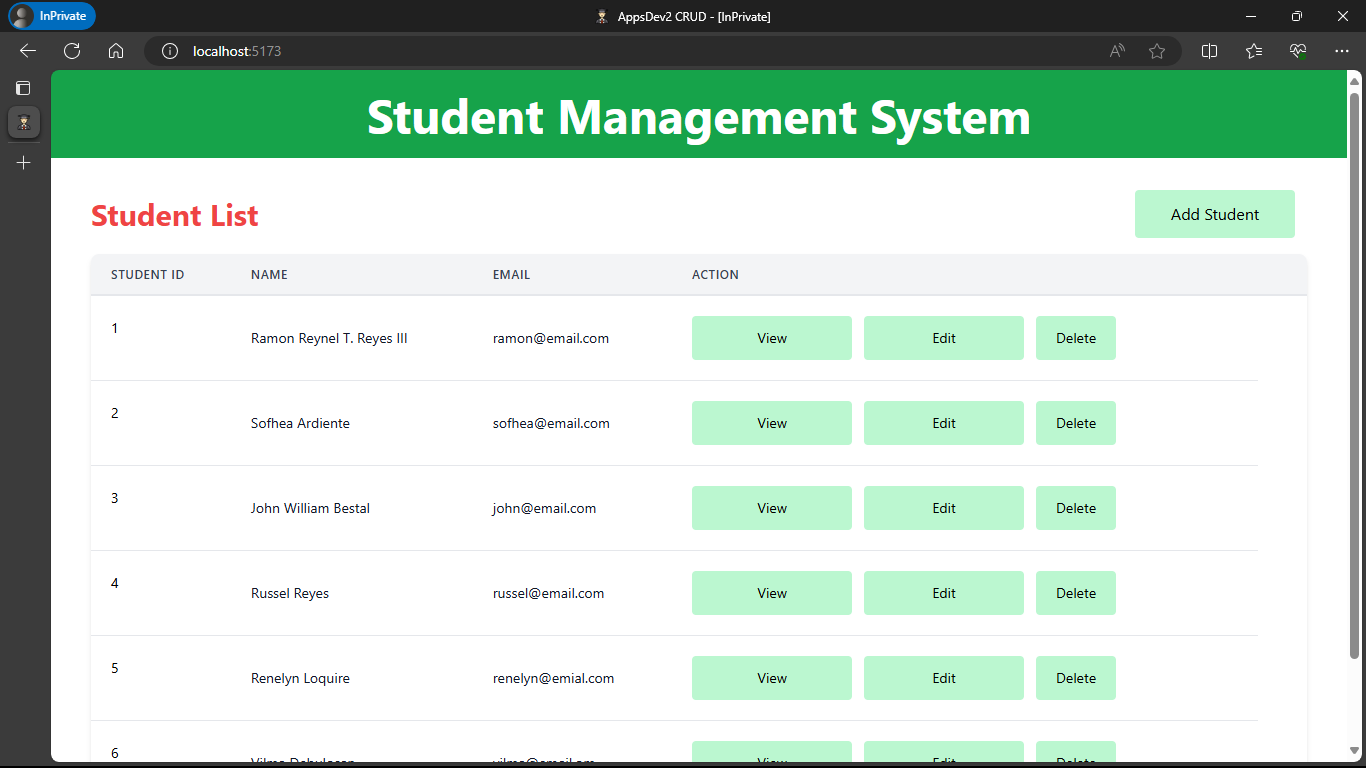 InPrivate
AppsDev2 CRUD - [InPrivate]
localhost:5173
Student Management System
Student List
Add Student
STUDENT ID NAME EMAIL ACTION
1 Ramon Reynel T. Reyes III ramon@email.com View Edit Delete
2 Sofhea Ardiente sofhea@email.com View Edit Delete
3 John William Bestal john@email.com View Edit Delete
4 Russel Reyes russel@email.com View Edit Delete
5 Renelyn Loquire renelyn@emial.com View Edit Delete
6 View Edit Delete